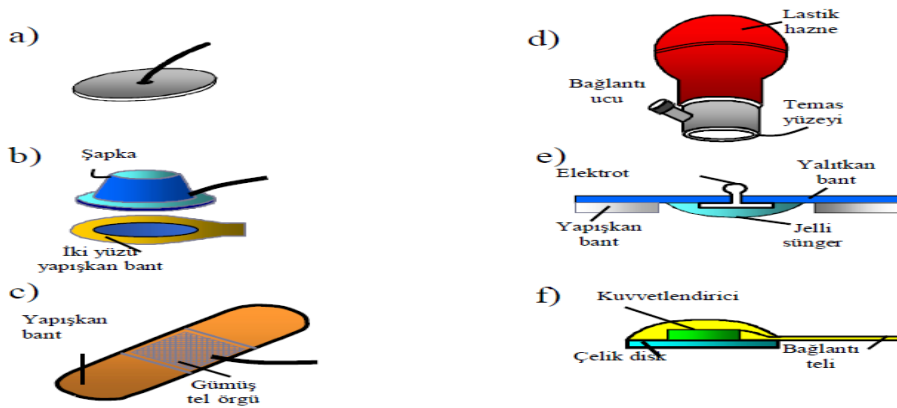 a)
b)
Şapka
İki yüzü
yapışkan bant
c)
Yapışkan
bant
Gümüş
tel örgü
d)
Lastik
hazne
Bağlantı
ucu
Temas
yüzeyi
e)
Elektrot
Yalıtkan
bant
Yapışkan
bant
Jelli
sünger
f)
Kuvvetlendirici
Çelik disk
Bağlantı
teli